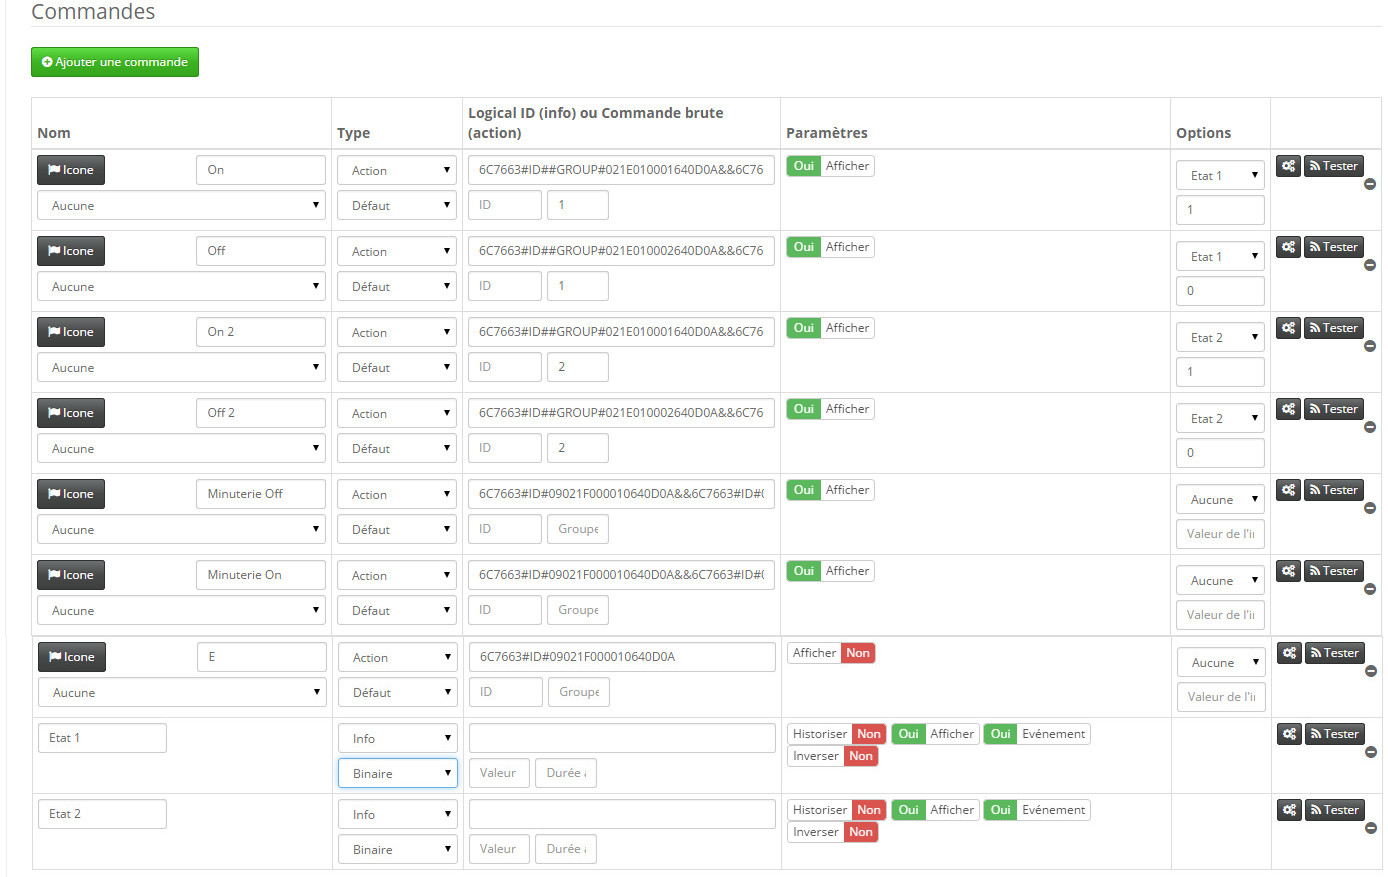 Commandes
Ajouter une commande
Nom Type Logical ID (info) ou Commande brute (action) Paramètres Options
Icone On Action 6C7663#ID##GROUP#021E010001640D0A&&6C76 Oui Afficher Etat 1 Tester
Aucune Défaut ID 1 1
Icone Off Action 6C7663#ID##GROUP#021E010002640D0A&&6C76 Oui Afficher Etat 1 Tester
Aucune Défaut ID 1 0
Icone On 2 Action 6C7663#ID##GROUP#021E010001640D0A&&6C76 Oui Afficher Etat 2 Tester
Aucune Défaut ID 2 1
Icone Off 2 Action 6C7663#ID##GROUP#021E010002640D0A&&6C76 Oui Afficher Etat 2 Tester
Aucune Défaut ID 2 0
Icone Minuterie Off Action 6C7663#ID#09021F000010640D0A&&6C7663#ID#0 Oui Afficher Aucune Tester
Aucune Défaut ID Groupe Valeur de l'ii
Icone Minuterie On Action 6C7663#ID#09021F000010640D0A&&6C7663#ID#0 Oui Afficher Aucune Tester
Aucune Défaut ID Groupe Valeur de l'ii
Icone E Action 6C7663#ID#09021F000010640D0A Afficher Non Aucune Tester
Aucune Défaut ID Groupe Valeur de l'ii
Etat 1 Info Historiser Non Oui Afficher Oui Evénement Tester
Binaire Valeur Durée Inverser Non
Etat 2 Info Historiser Non Oui Afficher Oui Evénement Tester
Binaire Valeur Durée Inverser Non